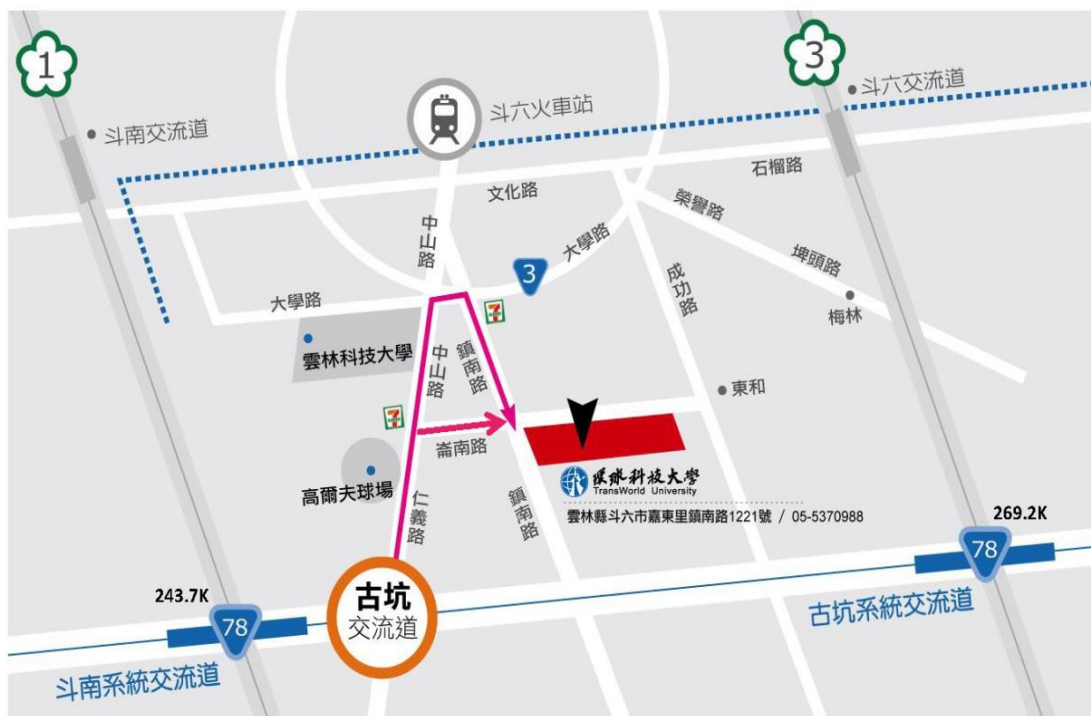 1
斗南交流道
斗六火車站
3
斗六交流道
文化路
石榴路
榮譽路
埤頭路
梅林
中山路
大學路
3
大學路
成功路
7
雲林科技大學
中山路
鎮南路
7
崙南路
東和
高爾夫球場
仁義路
鎮南路
環球科技大學
TransWorld University
雲林縣斗六市嘉東里鎮南路1221號 / 05-5370988
269.2K
78
古坑系統交流道
古坑
交流道
243.7K
78
斗南系統交流道